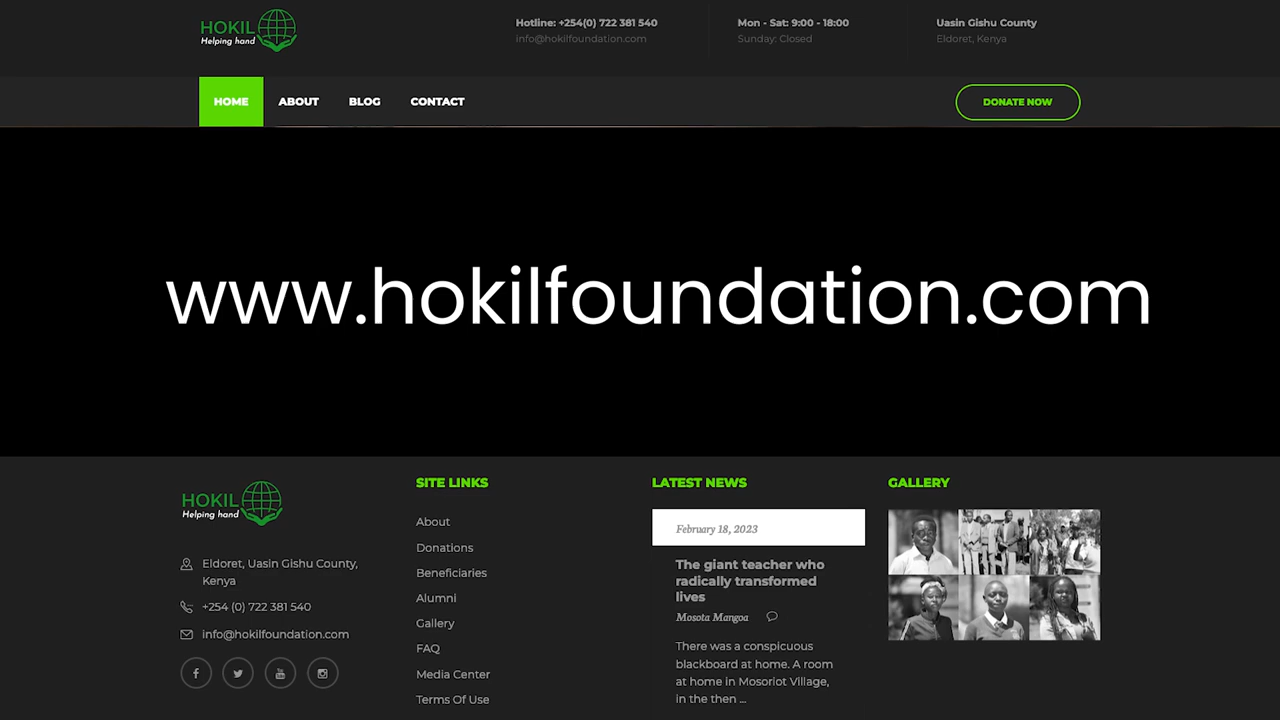 HOKIL
Helping hand
Hotline: +254(0) 722 381 540
info@hokilfoundation.com
Mon - Sat: 9:00 - 18:00
Sunday: Closed
Uasin Gishu County
Eldoret, Kenya
HOME
ABOUT
BLOG
CONTACT
DONATE NOW
www.hokilfoundation.com
HOKIL
Helping hand
Eldoret, Uasin Gishu County,
Kenya
+254 (0) 722 381 540
info@hokilfoundation.com
SITE LINKS
About
Donations
Beneficiaries
Alumni
Gallery
FAQ
Media Center
Terms Of Use
LATEST NEWS
February 18, 2023
The giant teacher who
radically transformed
lives
Mosota Mangoa
There was a conspicuous
blackboard at home. A room
at home in Mosoriot Village,
in the then ...
GALLERY